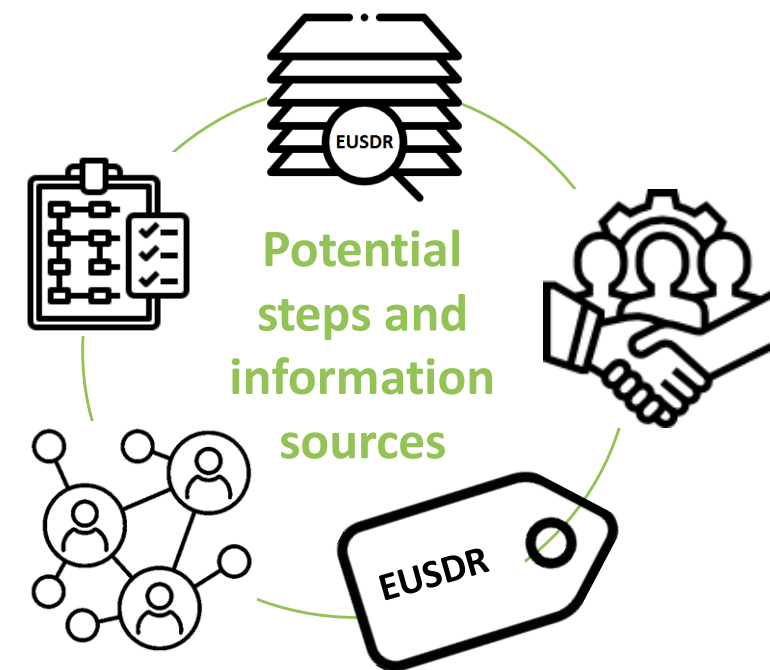 EUSDR
Potential
steps and
information
sources
EUSDR